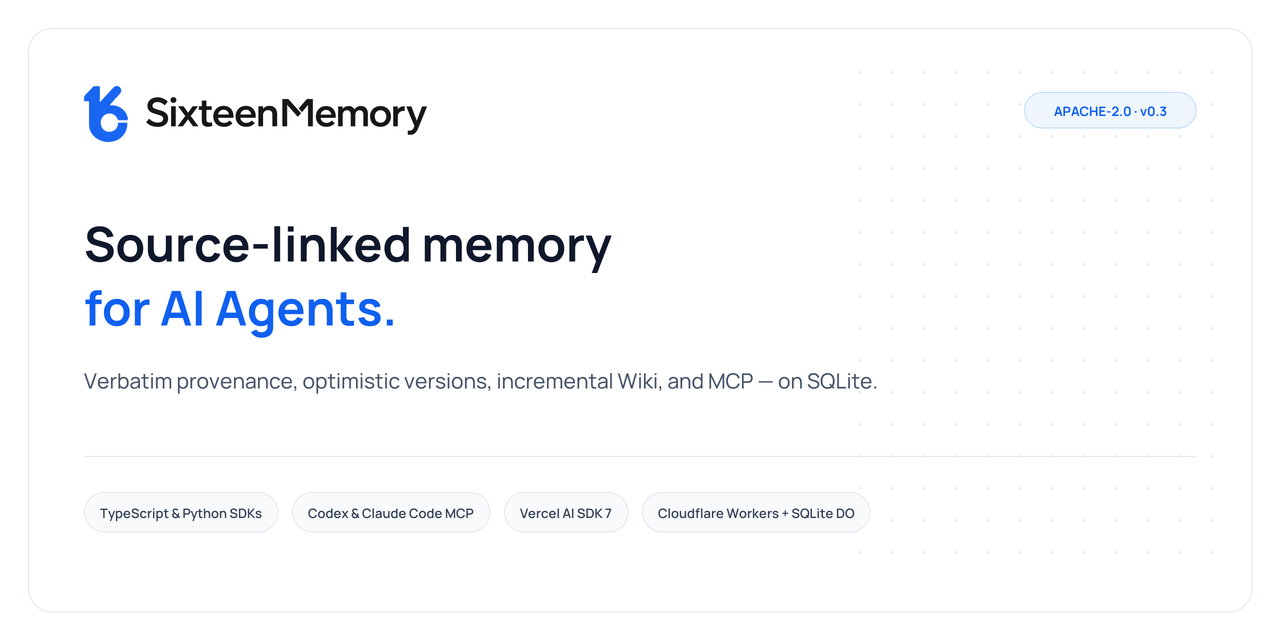 SixteenMemory
APACHE-2.0 · v0.3
Source-linked memory
for AI Agents.
Verbatim provenance, optimistic versions, incremental Wiki, and MCP — on SQLite.
TypeScript & Python SDKs
Codex & Claude Code MCP
Vercel AI SDK 7
Cloudflare Workers + SQLite DO